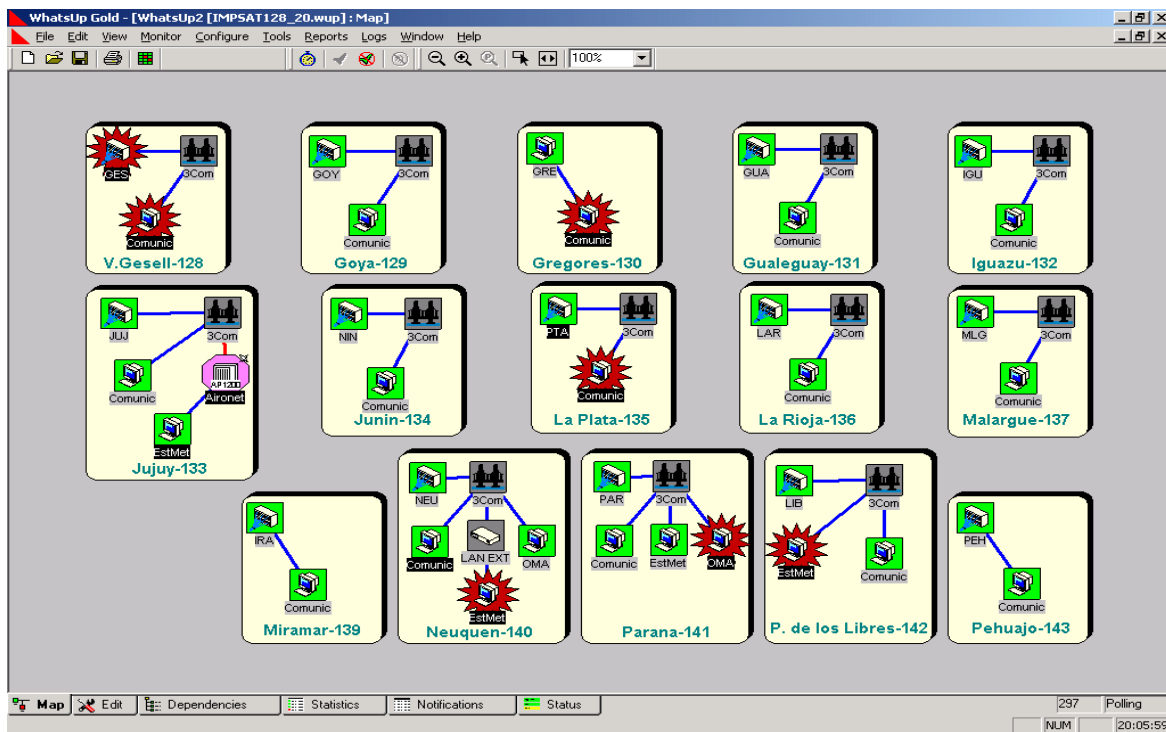 WhatsUp Gold - [WhatsUp2 [IMPSAT128_20.wup] : Map]
File Edit View Monitor Configure Tools Reports Logs Window Help
100%
GES 3Com
Comunic
V.Gesell-128
GOY 3Com
Comunic
Goya-129
GRE
Comunic
Gregores-130
GUA 3Com
Comunic
Gualeguay-131
IGU 3Com
Comunic
Iguazu-132
JUJ 3Com
Comunic
AP1200
Aironet
EstMet
Jujuy-133
NIN 3Com
Comunic
Junin-134
PTA 3Com
Comunic
La Plata-135
LAR 3Com
Comunic
La Rioja-136
MLG 3Com
Comunic
Malargue-137
IRA
Comunic
Miramar-139
NEU 3Com
Comunic LAN EXT OMA
EstMet
Neuquen-140
PAR 3Com
Comunic EstMet OMA
Parana-141
LIB 3Com
EstMet Comunic
P. de los Libres-142
PEH
Comunic
Pehuajo-143
Map Edit Dependencies Statistics Notifications Status 297 Polling
NUM 20:05:59